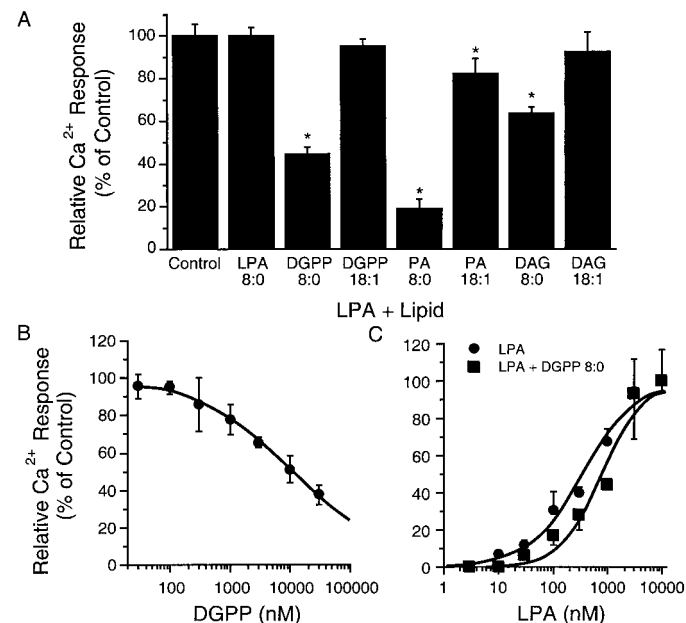 A
Relative Ca2+ Response
(% of Control)
100
80
60
40
20
0
*
*
*
*
Control
LPA
8:0
DGPP
8:0
DGPP
18:1
PA
8:0
PA
18:1
DAG
8:0
DAG
18:1
LPA + Lipid
B
Relative Ca2+ Response
(% of Control)
120
100
80
60
40
20
0
100
1000
10000
100000
DGPP (nM)
C
LPA
LPA + DGPP 8:0
120
100
80
60
40
20
0
1
10
100
1000
10000
LPA (nM)